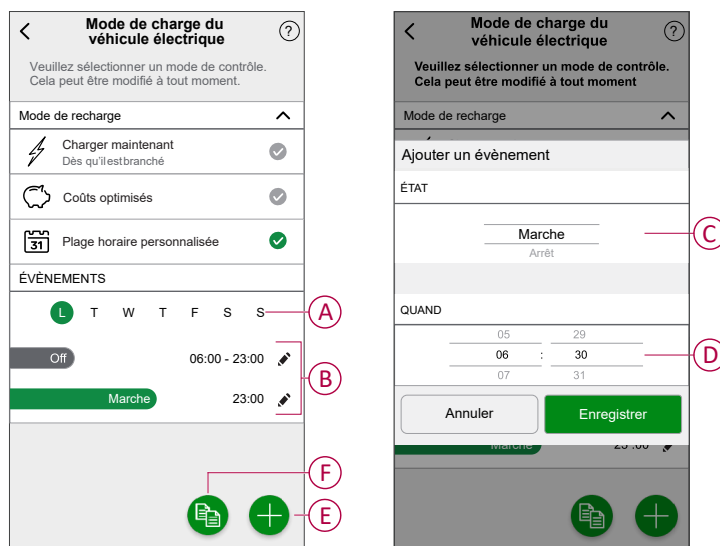 Mode de charge du
véhicule électrique
?
Veuillez sélectionner un mode de contrôle.
Cela peut être modifié à tout moment.
Mode de recharge
Charger maintenant
Dès qu'ilestbranché
Coûts optimisés
31
Plage horaire personnalisée
ÉVÈNEMENTS
L T W T F S S
A
Off 06:00 - 23:00
B
Marche 23:00
F
E
Mode de charge du
véhicule électrique
?
Veuillez sélectionner un mode de contrôle.
Cela peut être modifié à tout moment
Mode de recharge
Ajouter un évènement
ÉTAT
Marche
C
Arrêt
QUAND
05 29
06 : 30
D
07 31
Annuler Enregistrer
Marche 23 :00